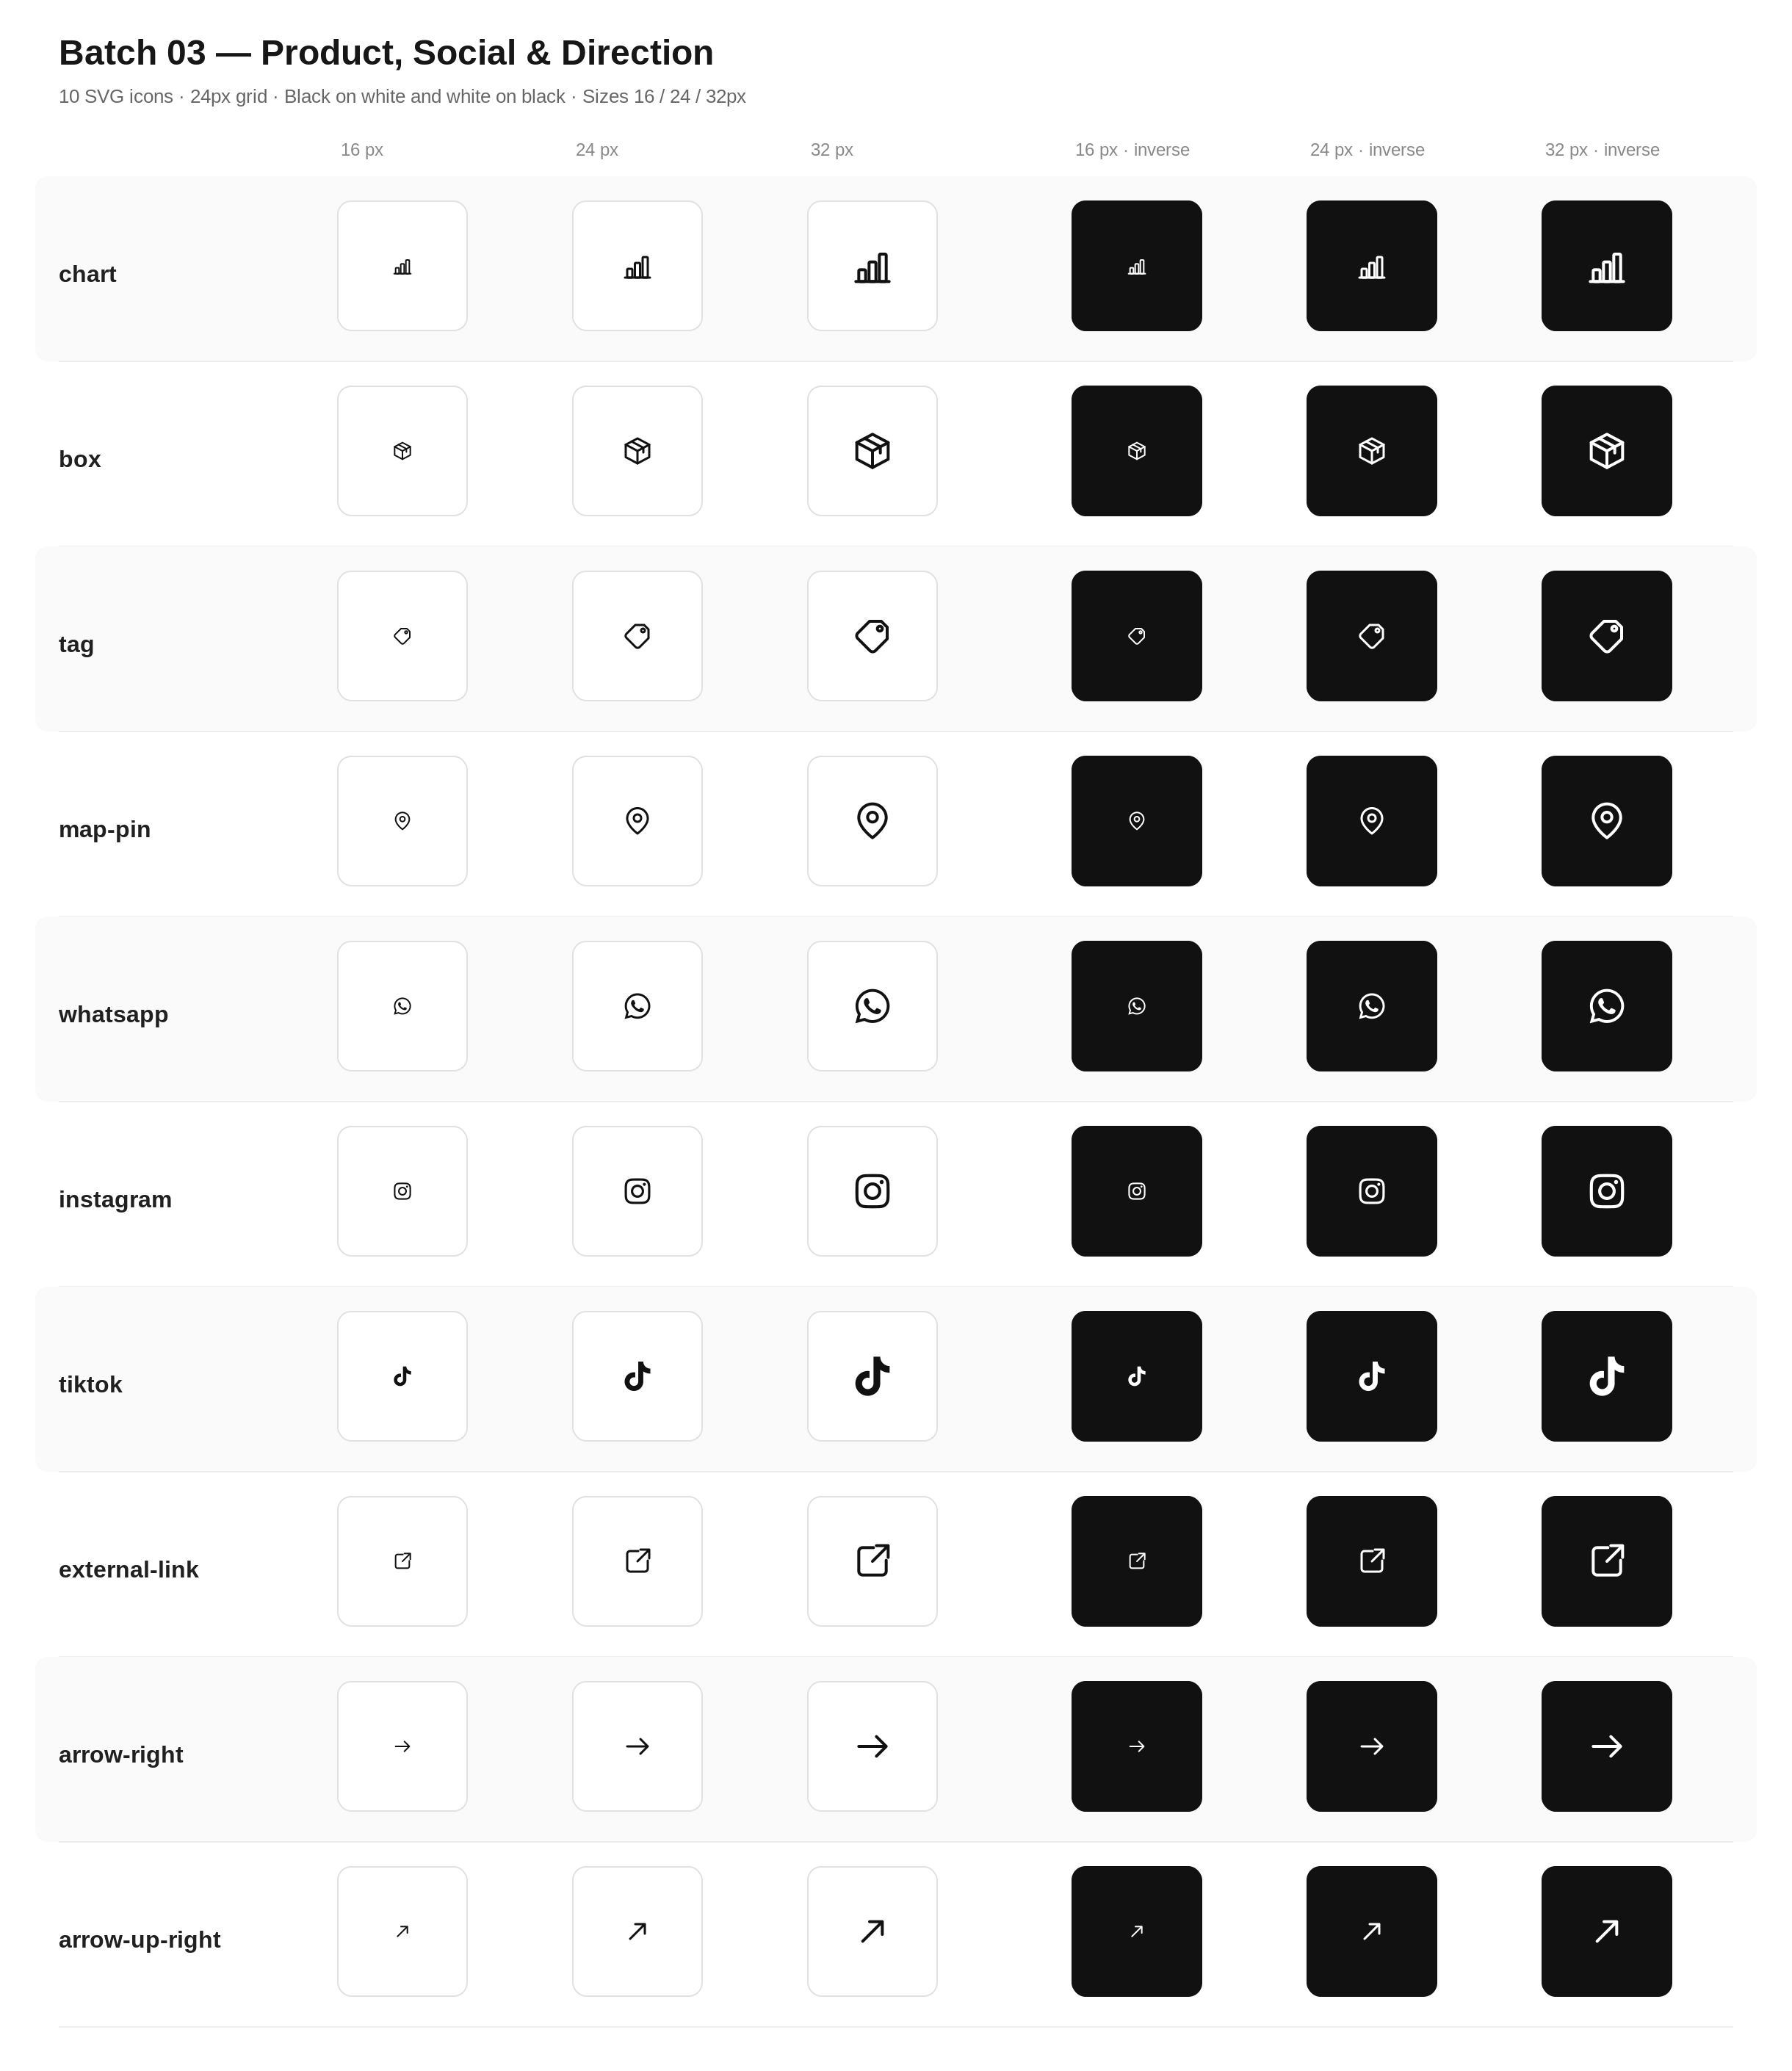 Batch 03 — Product, Social & Direction
10 SVG icons · 24px grid · Black on white and white on black · Sizes 16 / 24 / 32px
16 px 24 px 32 px 16 px · inverse 24 px · inverse 32 px · inverse
chart
box
tag
map-pin
whatsapp
instagram
tiktok
external-link
arrow-right
arrow-up-right